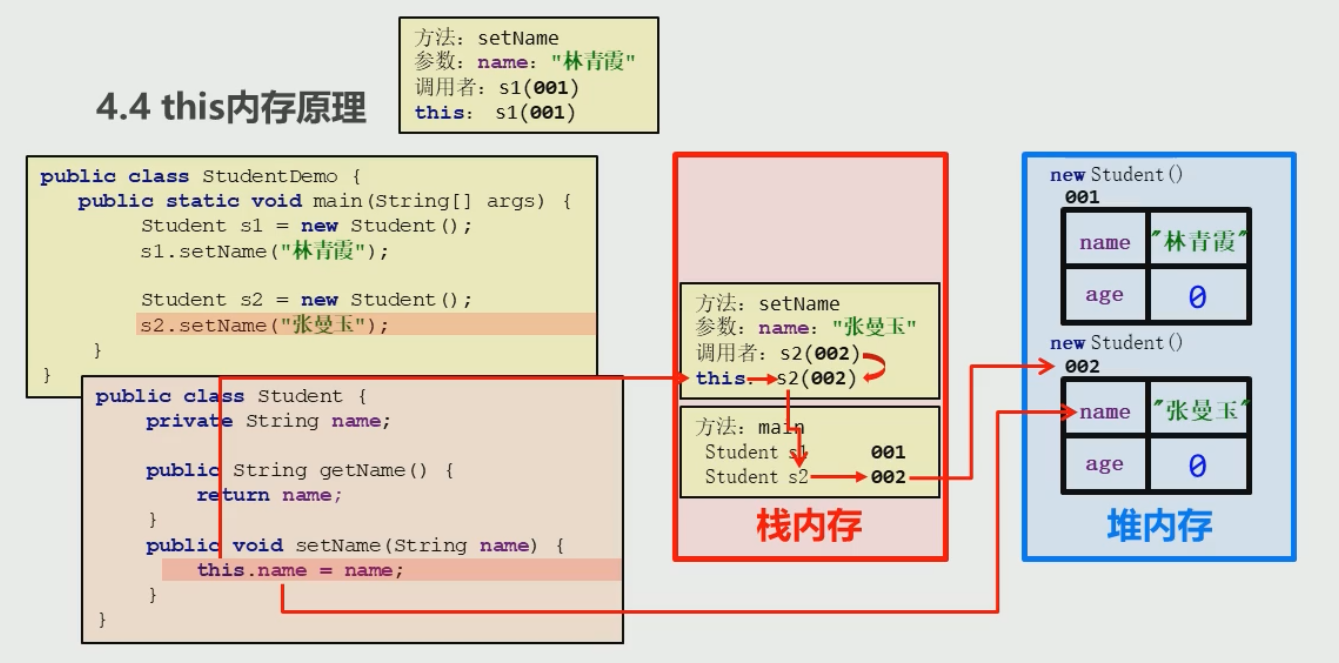 4.4 this内存原理
方法: setName
参数: name: "林青霞"
调用者: s1(001)
this: s1(001)
public class StudentDemo {
public static void main(String[] args) {
Student s1 = new Student();
s1.setName("林青霞");
Student s2 = new Student();
s2.setName("张曼玉");
}
}
public class Student {
private String name;
public String getName() {
return name;
}
public void setName(String name) {
this.name = name;
}
}
方法: setName
参数: name: "张曼玉"
调用者: s2(002)
this: s2(002)
方法: main
Student s1 001
Student s2 002
栈内存
new Student()
001
name "林青霞"
age 0
new Student()
002
name "张曼玉"
age 0
堆内存